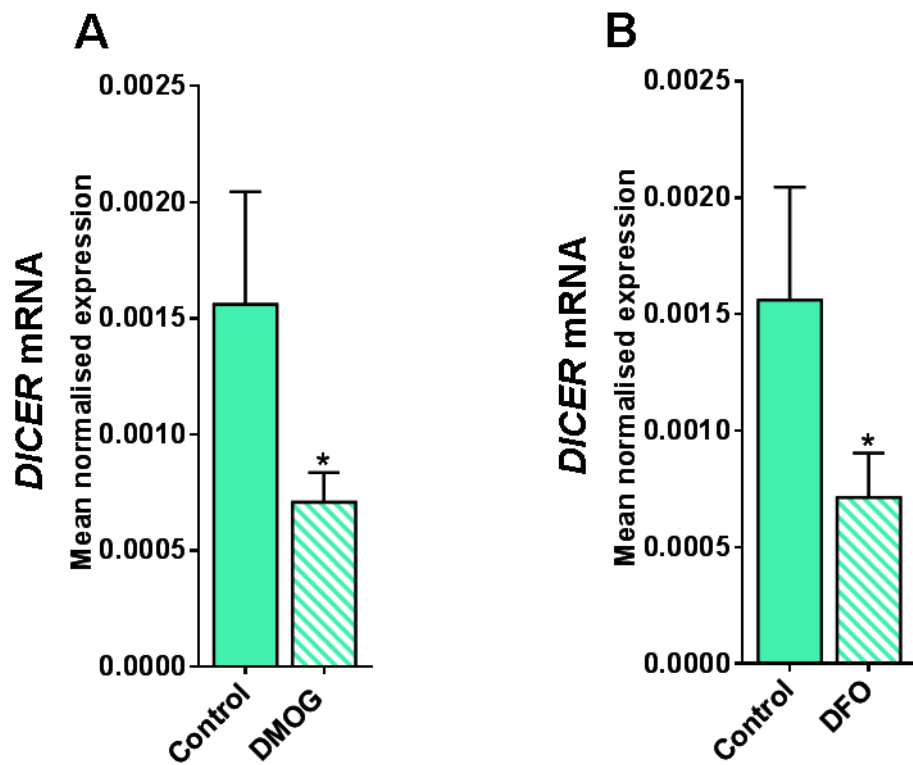 A
DICER mRNA
Mean normalised expression
0.0025
0.0020
0.0015
0.0010
0.0005
0.0000
*
Control
DMOG
B
DICER mRNA
Mean normalised expression
0.0025
0.0020
0.0015
0.0010
0.0005
0.0000
*
Control
DFO